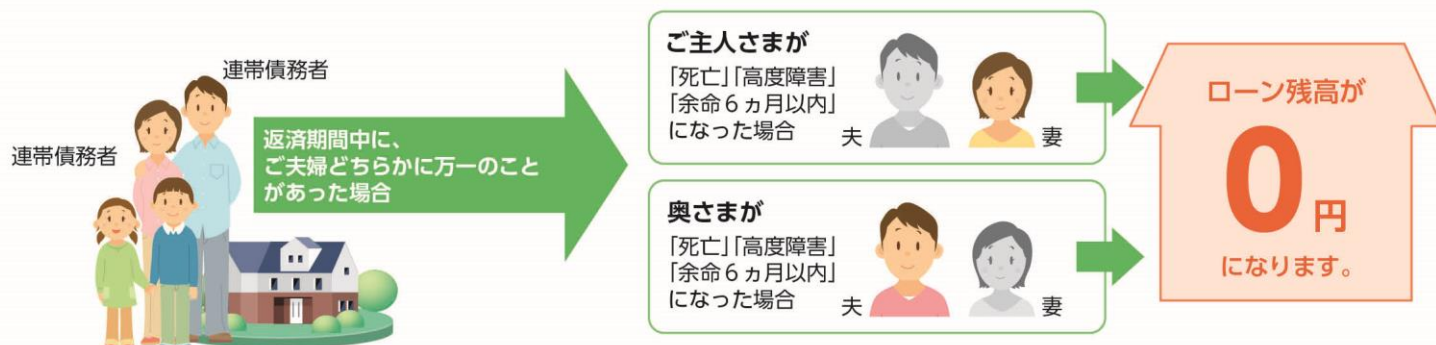 連帯債務者
連帯債務者
返済期間中に、
ご夫婦どちらかに万一のこと
があった場合
ご主人さまが
「死亡」「高度障害」
「余命6ヵ月以内」
になった場合
夫
妻
奥さまが
「死亡」「高度障害」
「余命6ヵ月以内」
になった場合
夫
妻
ローン残高が
0円
になります。